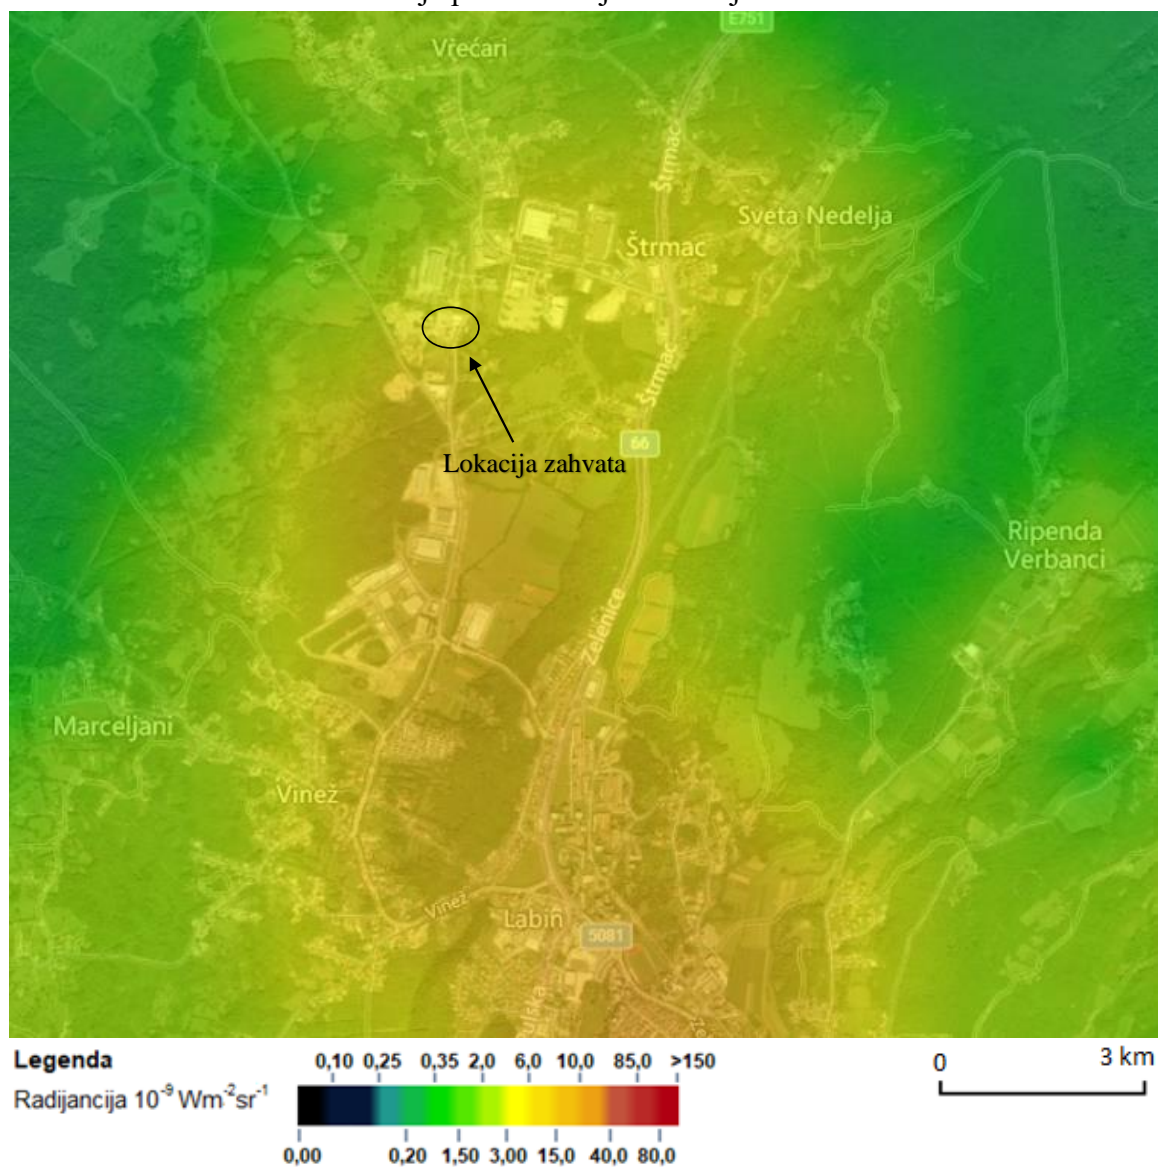 E751
Vrećari
Štrmac
Sveta Nedelja
Štrmac
Štrmac
66
Lokacija zahvata
Ripenda
Verbanci
Zelenice
Marceljani
Vinež
Vinež
Labin
5081
Legenda
0,10 0,25 0,35 2,0 6,0 10,0 85,0 >150
0 3 km
Radijancija 10⁻⁹ Wm⁻²sr⁻¹
0,00 0,20 1,50 3,00 15,0 40,0 80,0